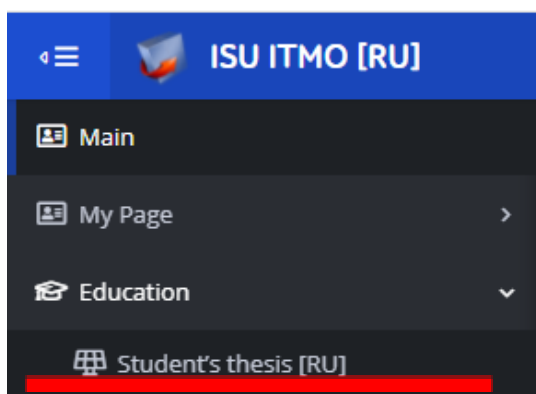 ISU ITMO [RU]
Main
My Page
Education
Student's thesis [RU]